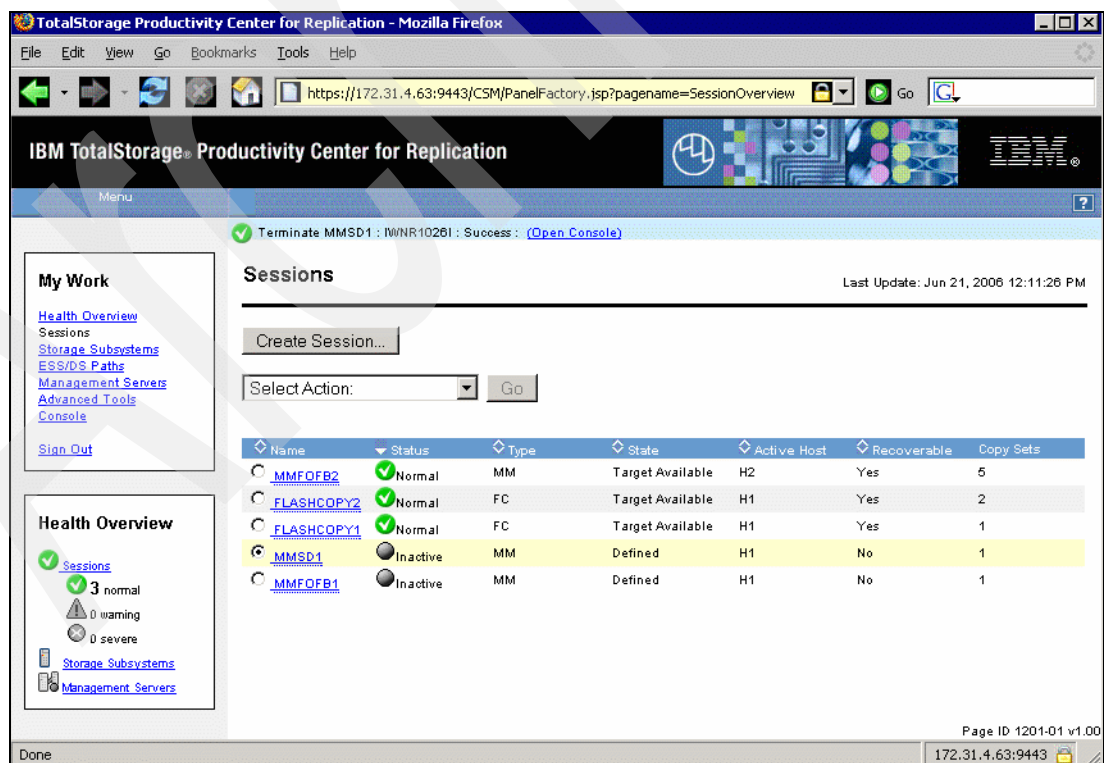 TotalStorage Productivity Center for Replication - Mozilla Firefox
File Edit View Go Bookmarks Tools Help
https://172.31.4.63:9443/CSM/PanelFactory.jsp?pagename=SessionOverview Go G
IBM TotalStorage® Productivity Center for Replication IBM®
Menu ?
Terminate MMSD1 : IWNR1026I : Success : (Open Console)
My Work
Health Overview
Sessions
Storage Subsystems
ESS/DS Paths
Management Servers
Advanced Tools
Console
Sign Out
Health Overview
Sessions
3 normal
0 warning
0 severe
Storage Subsystems
Management Servers
Sessions
Last Update: Jun 21, 2006 12:11:26 PM
Create Session...
Select Action: Go
Name Status Type State Active Host Recoverable Copy Sets
MMFOFB2 Normal MM Target Available H2 Yes 5
FLASHCOPY2 Normal FC Target Available H1 Yes 2
FLASHCOPY1 Normal FC Target Available H1 Yes 1
MMSD1 Inactive MM Defined H1 No 1
MMFOFB1 Inactive MM Defined H1 No 1
Page ID 1201-01 v1.00
Done 172.31.4.63:9443